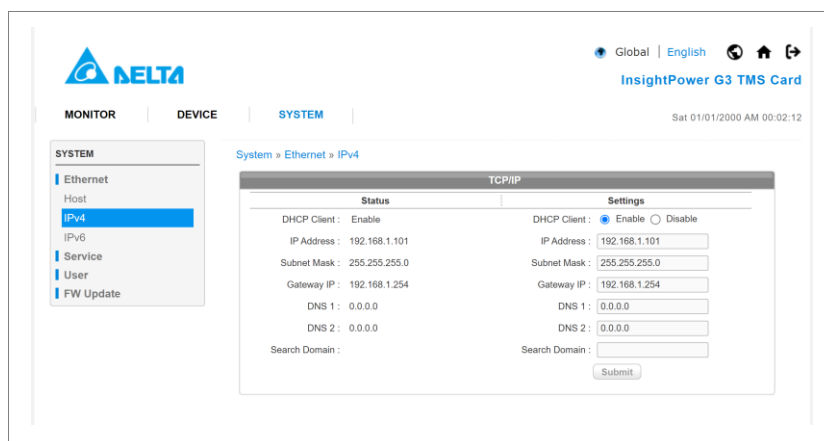 Global | English
DELTA
InsightPower G3 TMS Card
MONITOR DEVICE SYSTEM
Sat 01/01/2000 AM 00:02:12
SYSTEM
Ethernet
Host
IPv4
IPv6
Service
User
FW Update
System » Ethernet » IPv4
TCP/IP
Status Settings
DHCP Client : Enable DHCP Client : Enable Disable
IP Address : 192.168.1.101 IP Address : 192.168.1.101
Subnet Mask : 255.255.255.0 Subnet Mask : 255.255.255.0
Gateway IP : 192.168.1.254 Gateway IP : 192.168.1.254
DNS 1 : 0.0.0.0 DNS 1 : 0.0.0.0
DNS 2 : 0.0.0.0 DNS 2 : 0.0.0.0
Search Domain : Search Domain :
Submit